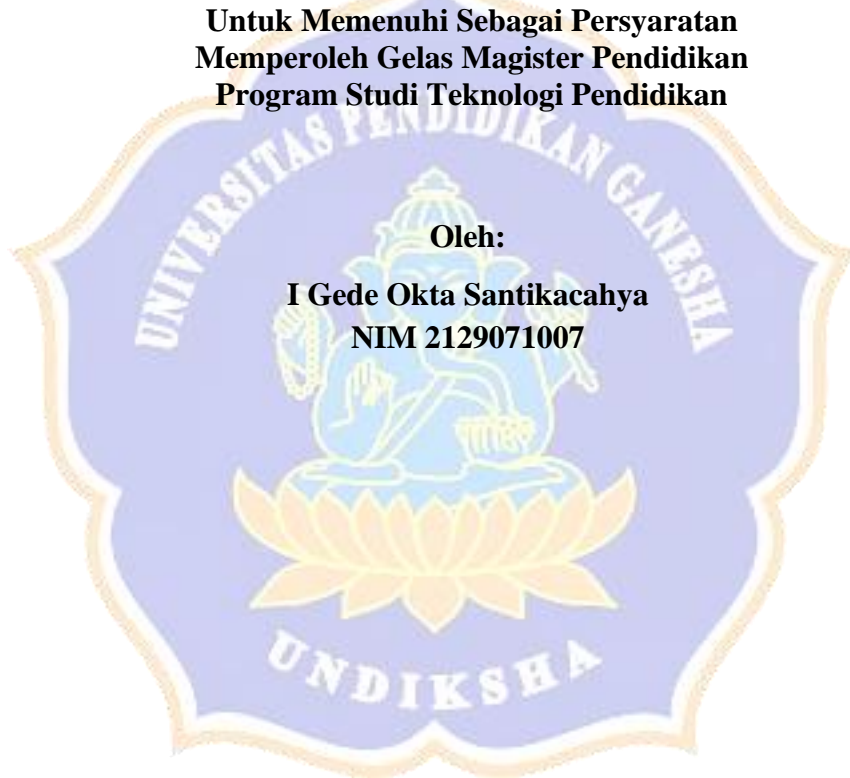 Untuk Memenuhi Sebagai Persyaratan
Memperoleh Gelas Magister Pendidikan
Program Studi Teknologi Pendidikan
UNIVERSITAS PENDIDIKAN GANESHA
Oleh:
I Gede Okta Santikacahya
NIM 2129071007
UNDIKSHA